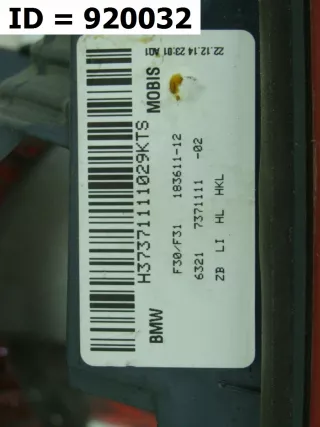 ID = 920032
22.12.14 23:01 A01
MOBIS
H37371111029KTS
F30/F31 183611-12
6321 7371111 -02
ZB LI HL HKL
BMW